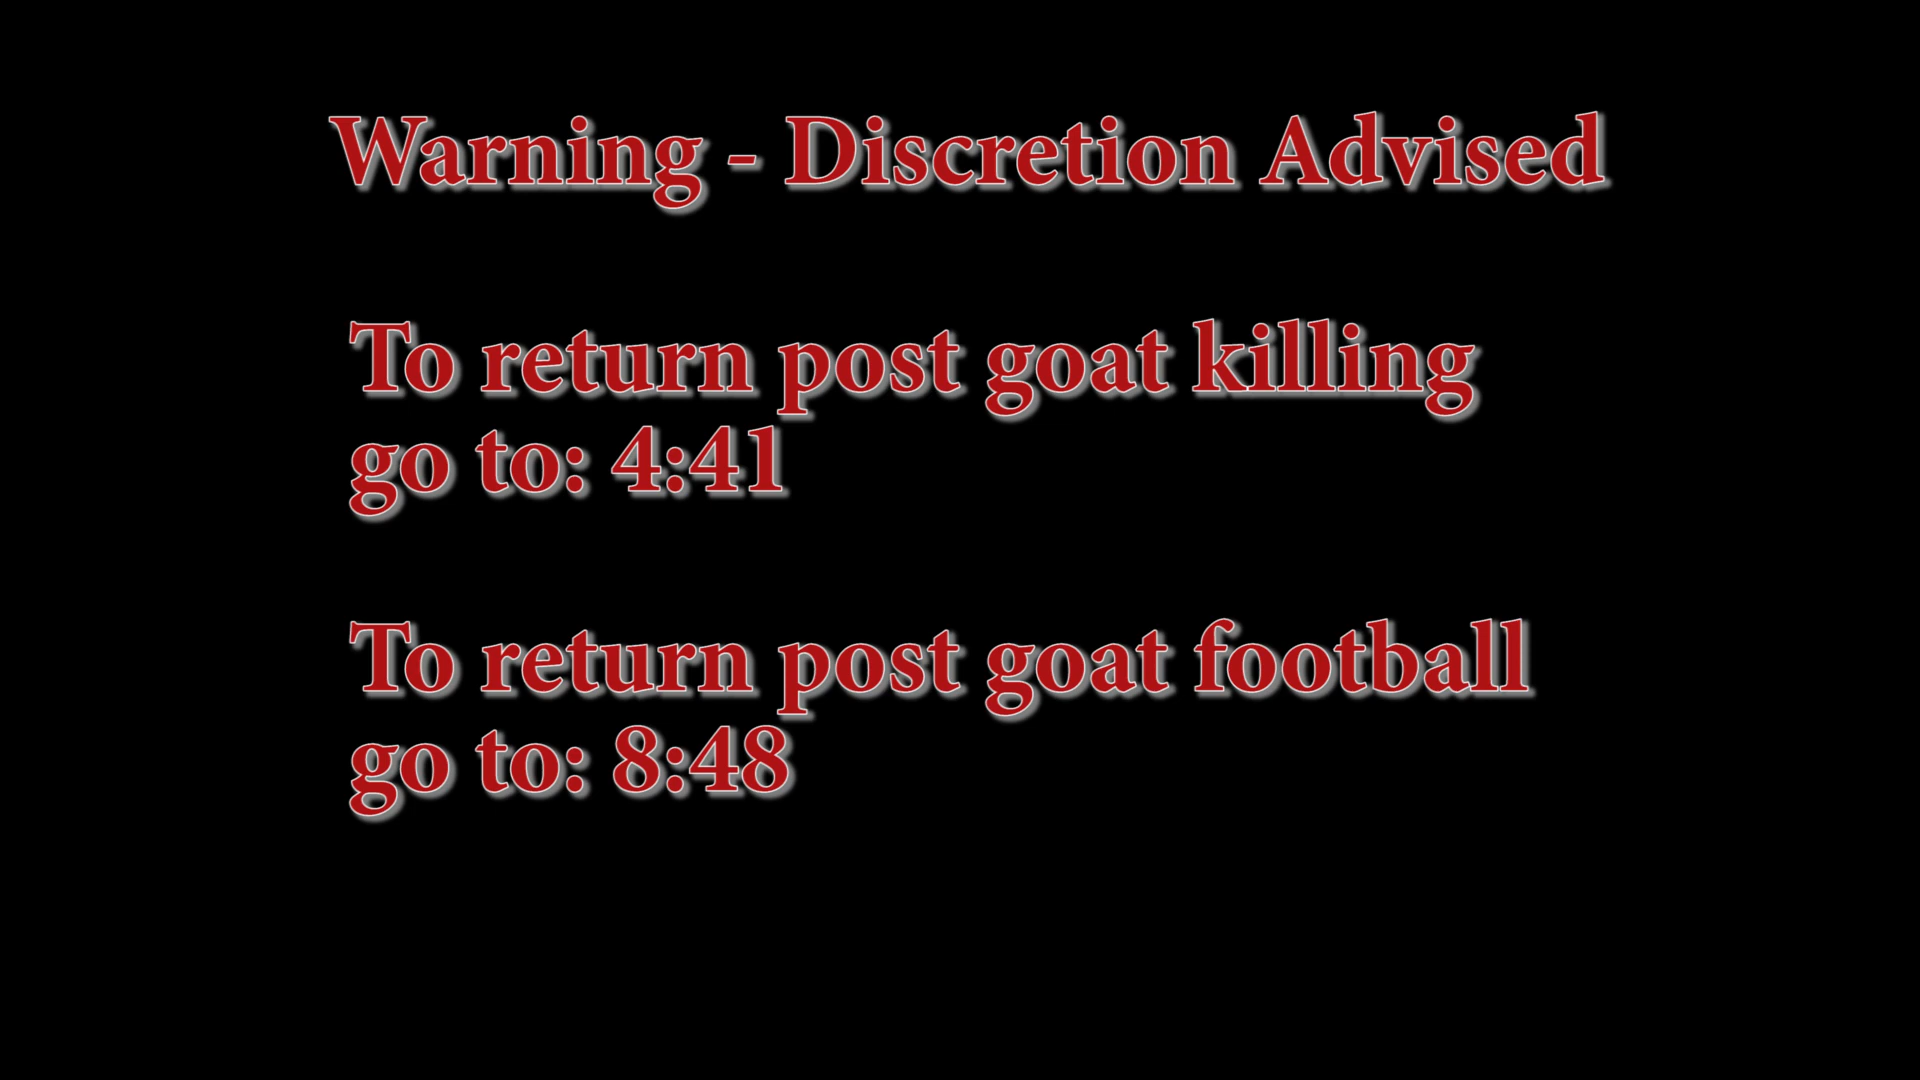 Warning - Discretion Advised
To return post goat killing
go to: 4:41
To return post goat football
go to: 8:48